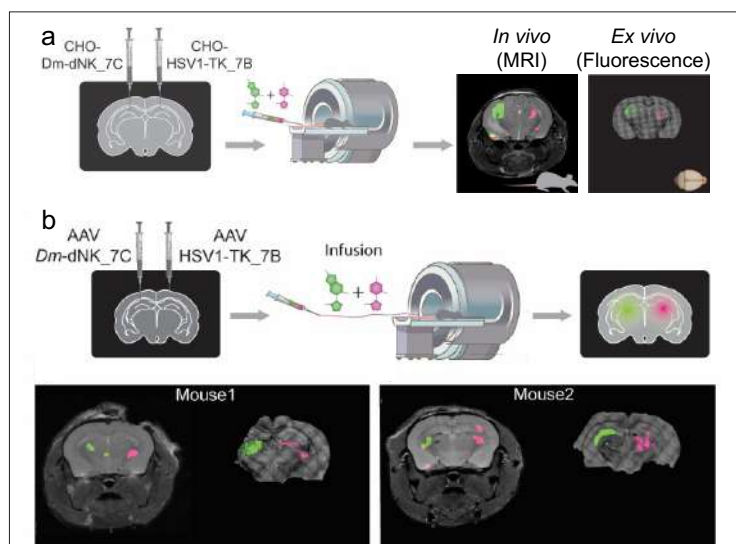 a
CHO-
Dm-dNK_7C
CHO-
HSV1-TK_7B
In vivo
(MRI)
Ex vivo
(Fluorescence)
b
AAV
Dm-dNK_7C
AAV
HSV1-TK_7B
Infusion
Mouse1
Mouse2